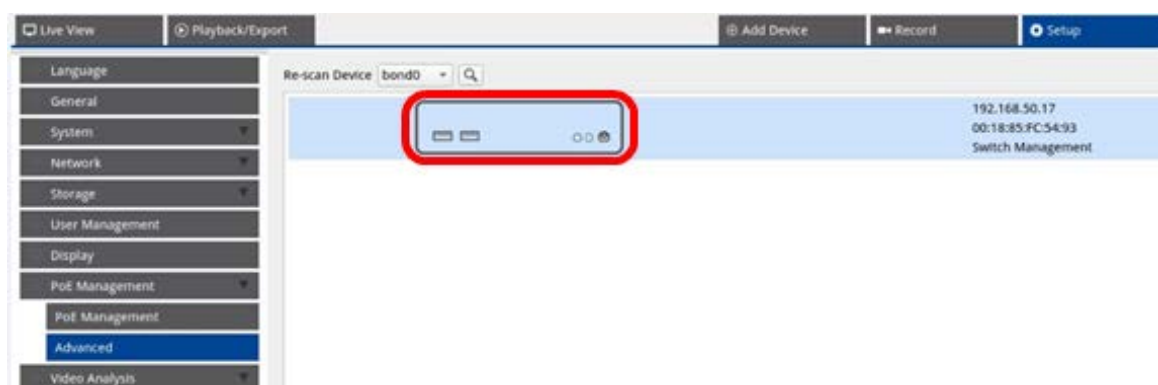 Live View
Playback/Export
Add Device
Record
Setup
Language
General
System
Network
Storage
User Management
Display
PoE Management
PoE Management
Advanced
Video Analysis
Re-scan Device bond0
192.168.50.17
00:18:85:FC:54:93
Switch Management